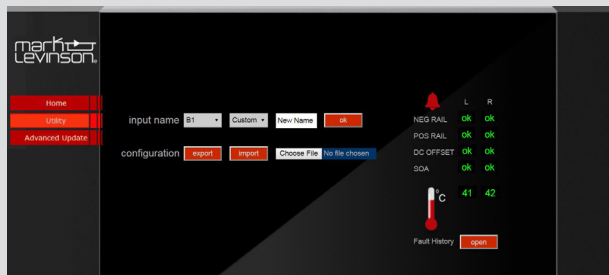 mark
Levinson®
Home
Utility
Advanced Update
input name B1 Custom New Name ok
configuration export import Choose File No file chosen
L R
NEG RAIL ok ok
POS RAIL ok ok
DC OFFSET ok ok
SOA ok ok
°C 41 42
Fault History open